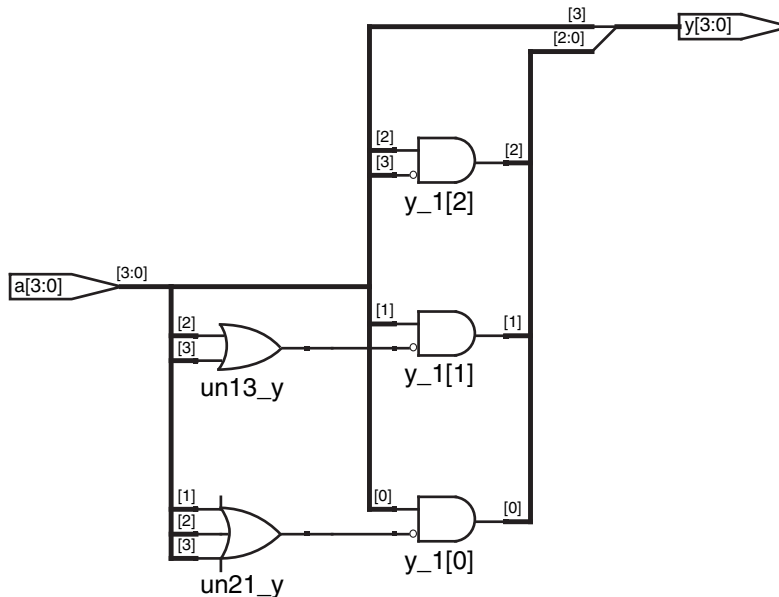 [3]
y[3:0]
[2:0]
[2]
[3]
[2]
y_1[2]
[3:0]
a[3:0]
[1]
[1]
[2]
[3]
un13_y
y_1[1]
[1]
[2]
[3]
[0]
[0]
un21_y
y_1[0]